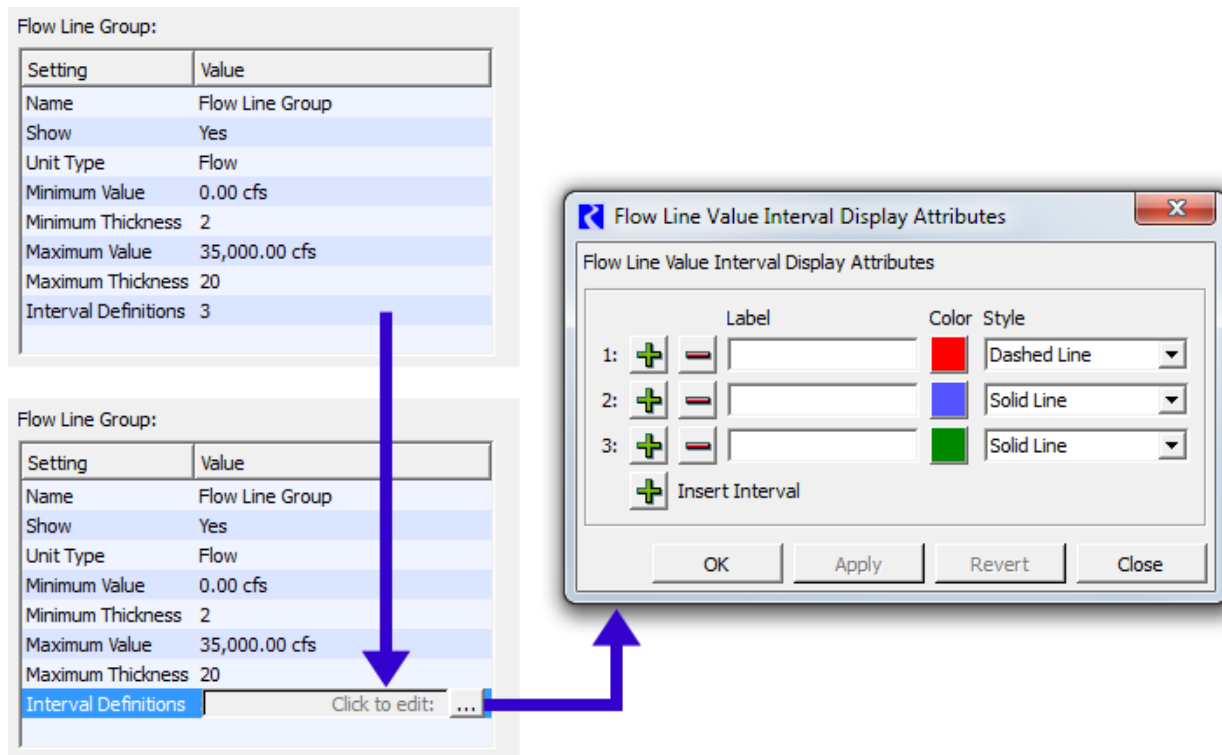 Flow Line Group:
Setting Value
Name Flow Line Group
Show Yes
Unit Type Flow
Minimum Value 0.00 cfs
Minimum Thickness 2
Maximum Value 35,000.00 cfs
Maximum Thickness 20
Interval Definitions 3
Flow Line Group:
Setting Value
Name Flow Line Group
Show Yes
Unit Type Flow
Minimum Value 0.00 cfs
Minimum Thickness 2
Maximum Value 35,000.00 cfs
Maximum Thickness 20
Interval Definitions Click to edit: ...
Flow Line Value Interval Display Attributes
Flow Line Value Interval Display Attributes
Label Color Style
1: Dashed Line
2: Solid Line
3: Solid Line
Insert Interval
OK Apply Revert Close